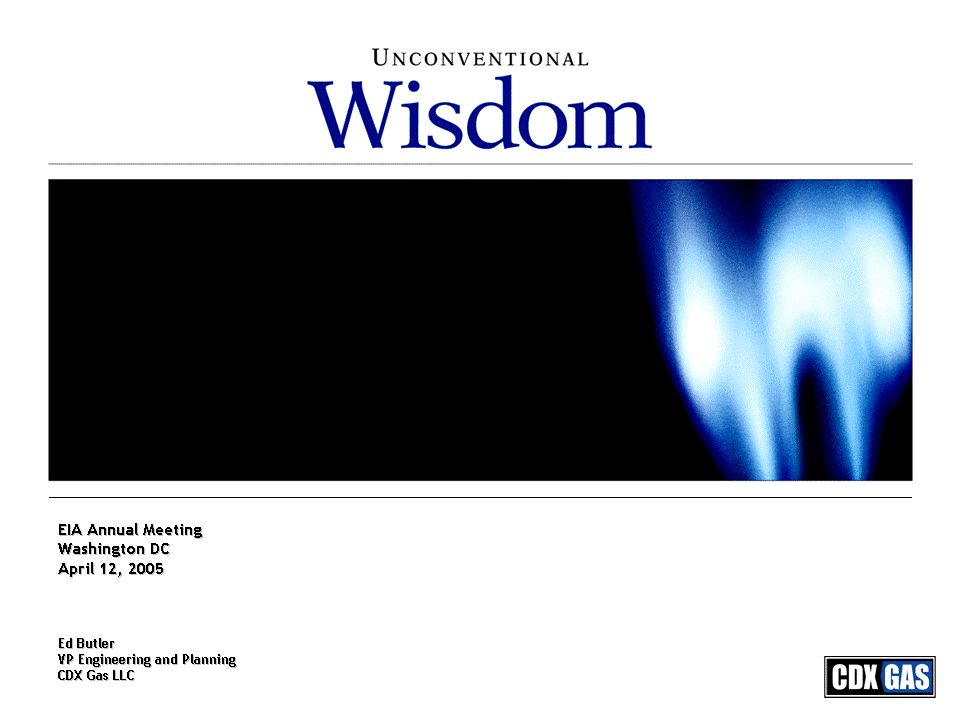 UNCONVENTIONAL
Wisdom
EIA Annual Meeting
Washington DC
April 12, 2005
Ed Butler
VP Engineering and Planning
CDX Gas LLC
CDX GAS